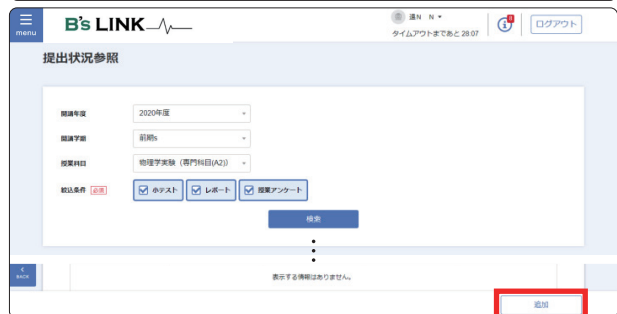 menu
B's LINK
遠N N
タイムアウトまであと 28:07
ログアウト
提出状況参照
開講年度
2020年度
開講学期
前期s
授業科目
物理学実験（専門科目(A2)）
絞込条件 必須
小テスト
レポート
授業アンケート
検索
BACK
表示する情報はありません。
追加